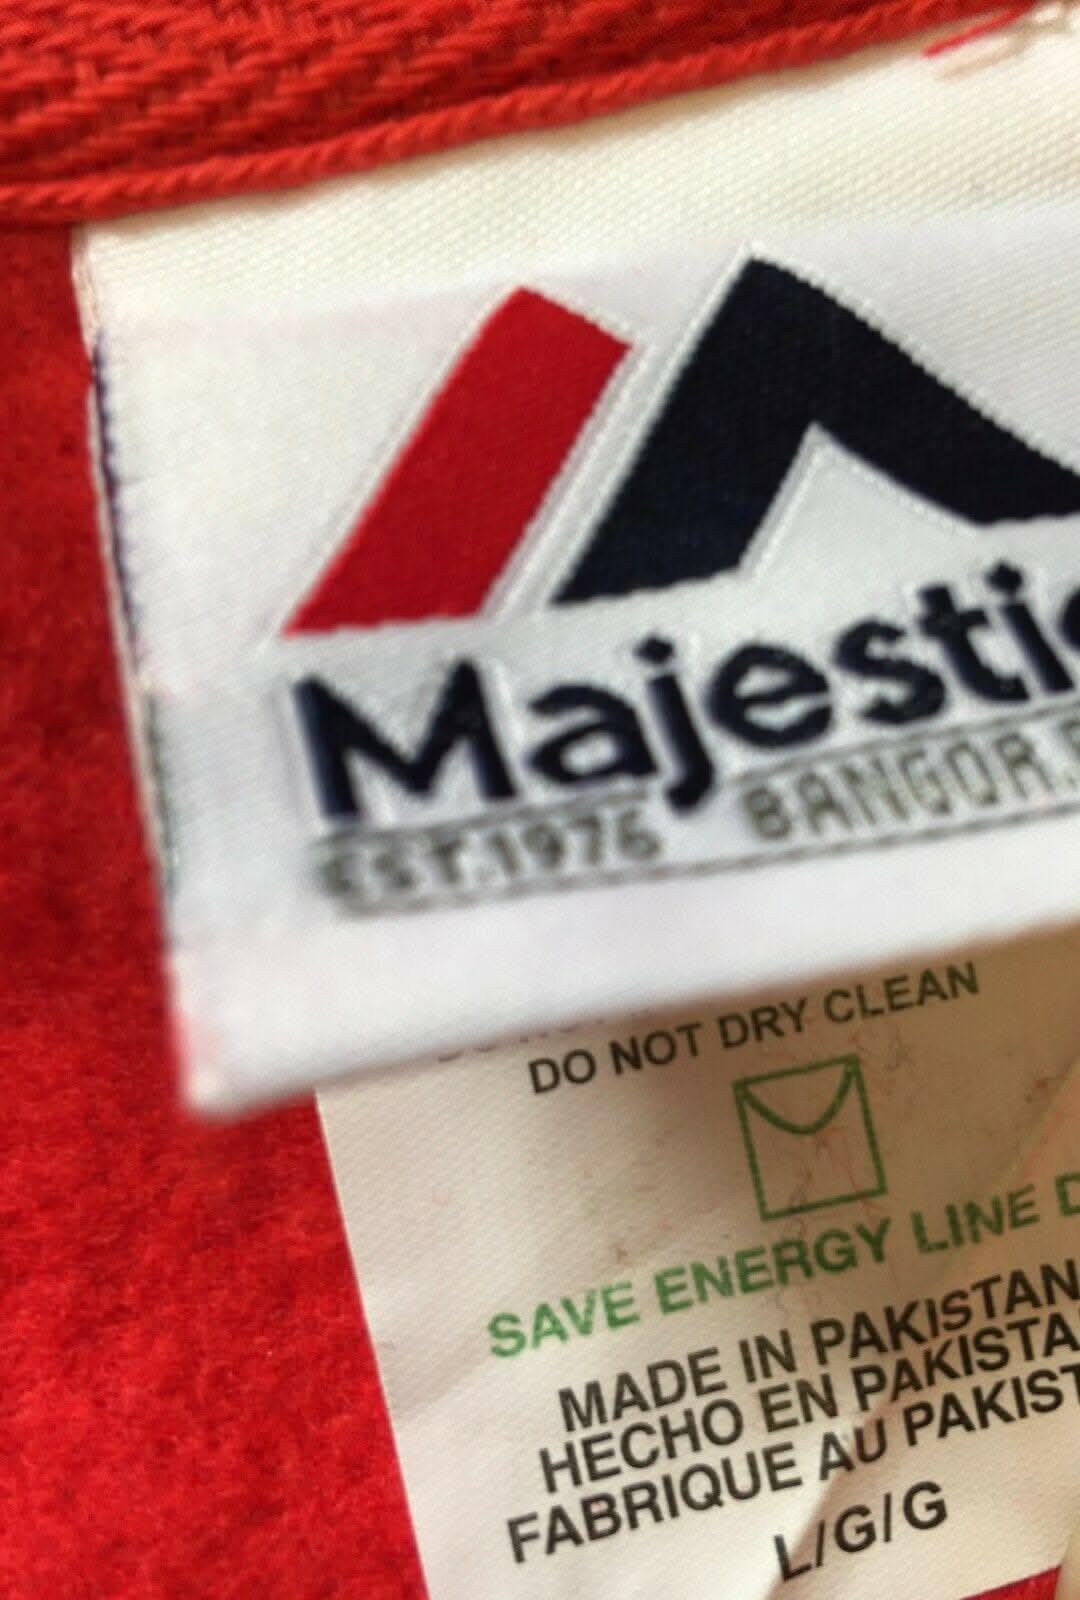 Majestic
EST.1976 BANGOR.
DO NOT DRY CLEAN
SAVE ENERGY LINE D
MADE IN PAKISTAN
HECHO EN PAKISTA
FABRIQUE AU PAKIST
L/G/G